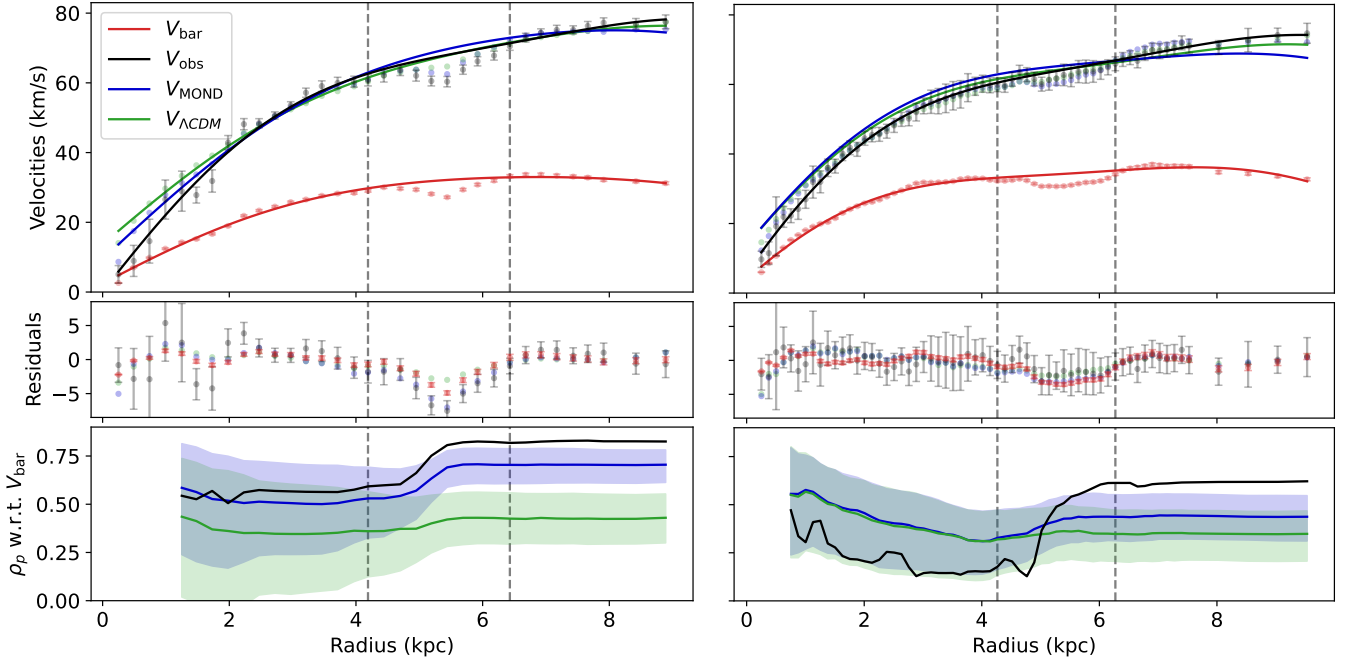 80
60
40
20
0
Velocities (km/s)
V_bar
V_obs
V_MOND
V_ΛCDM
5
0
−5
Residuals
0.75
0.50
0.25
0.00
ρ_p w.r.t. V_bar
0 2 4 6 8
Radius (kpc)
0 2 4 6 8
Radius (kpc)